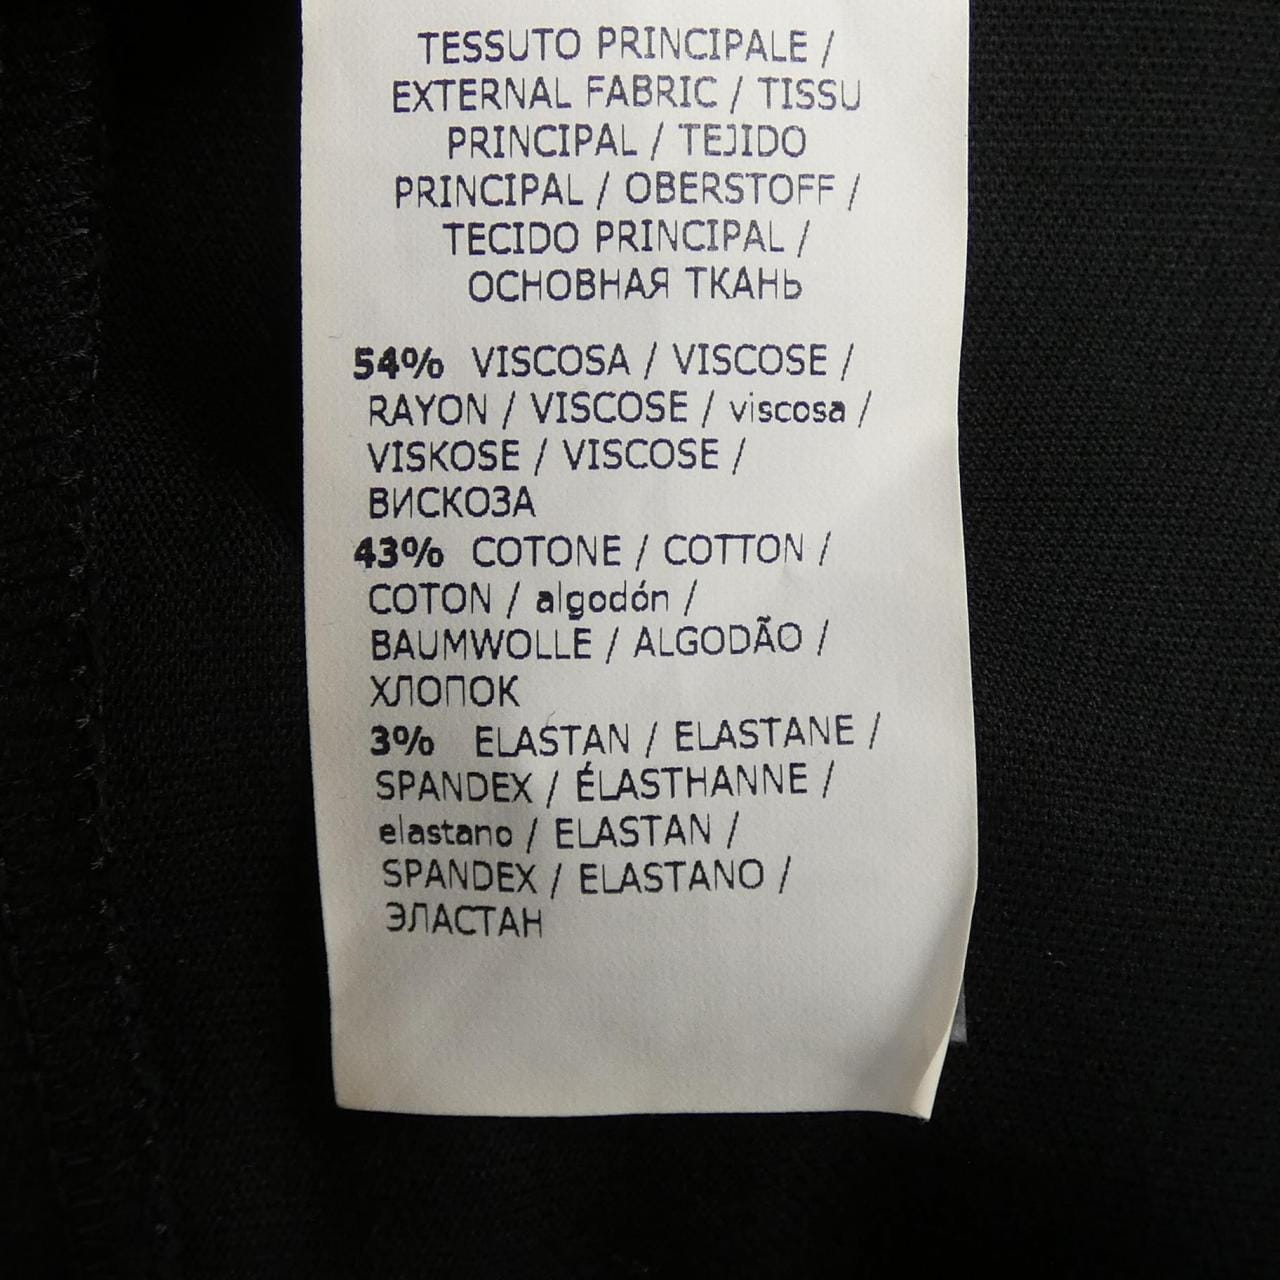 TESSUTO PRINCIPALE /
EXTERNAL FABRIC / TISSU
PRINCIPAL / TEJIDO
PRINCIPAL / OBERSTOFF /
TECIDO PRINCIPAL /
ОСНОВНАЯ ТКАНЬ
54% VISCOSA / VISCOSE /
RAYON / VISCOSE / viscosa /
VISKOSE / VISCOSE /
ВИСКОЗА
43% COTONE / COTTON /
COTON / algodón /
BAUMWOLLE / ALGODÃO /
ХЛОПОК
3% ELASTAN / ELASTANE /
SPANDEX / ÉLASTHANNE /
elastano / ELASTAN /
SPANDEX / ELASTANO /
ЭЛАСТАН